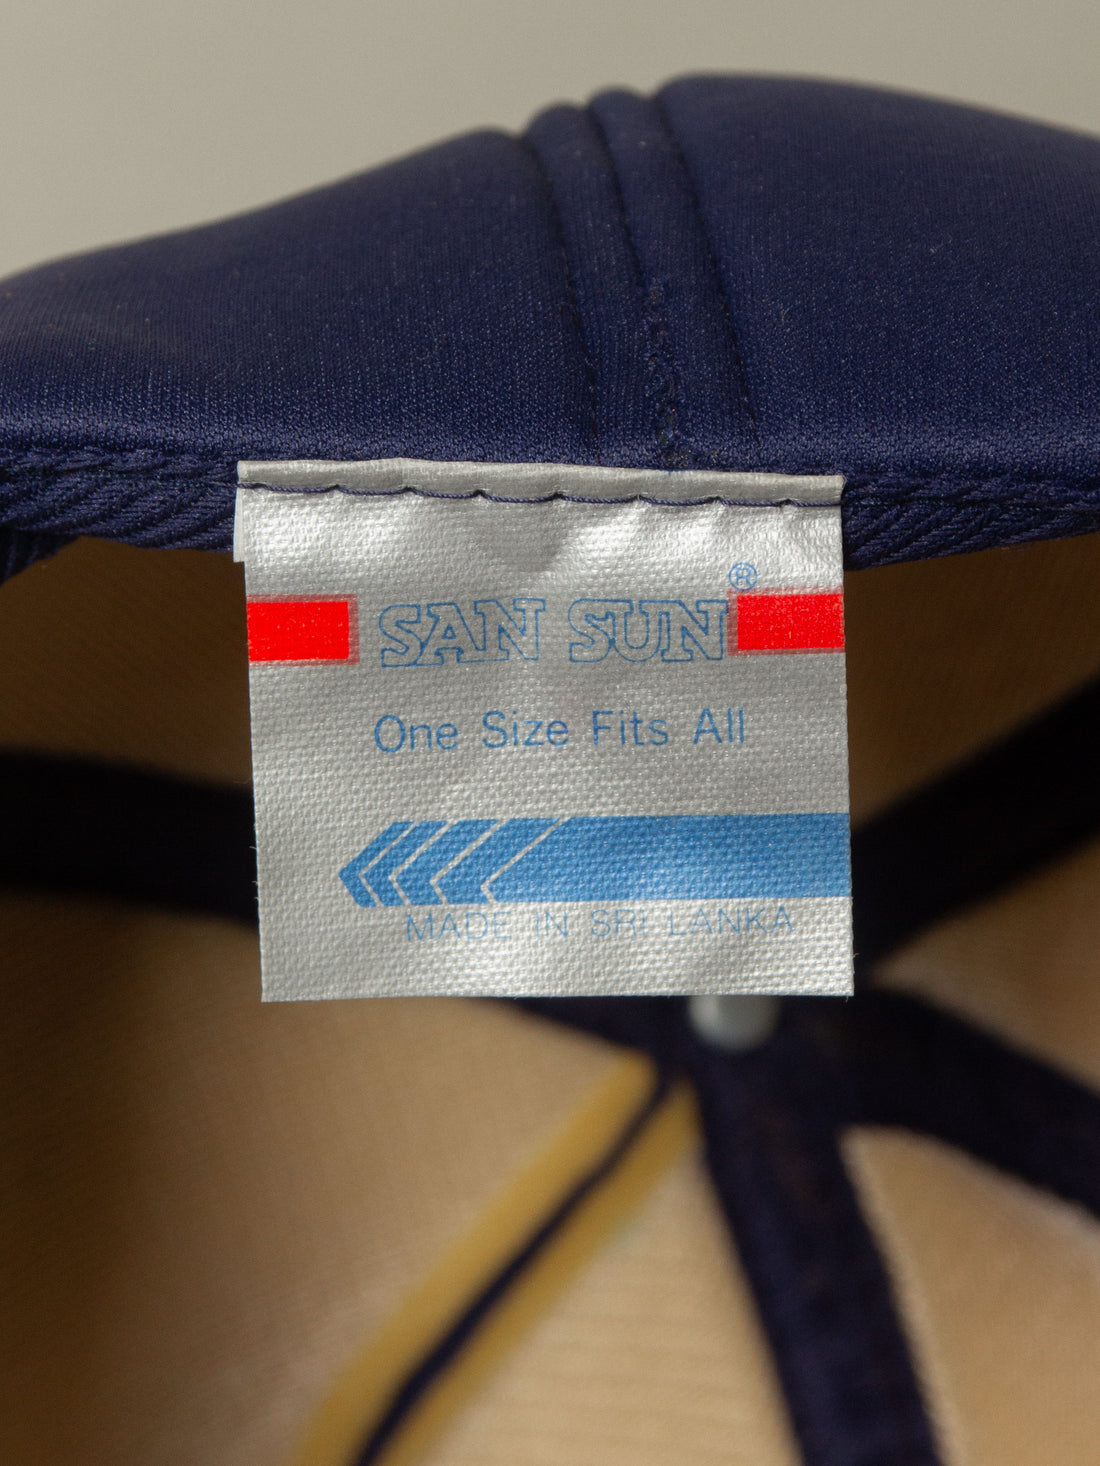 SAN SUN®
One Size Fits All
MADE IN SRI LANKA